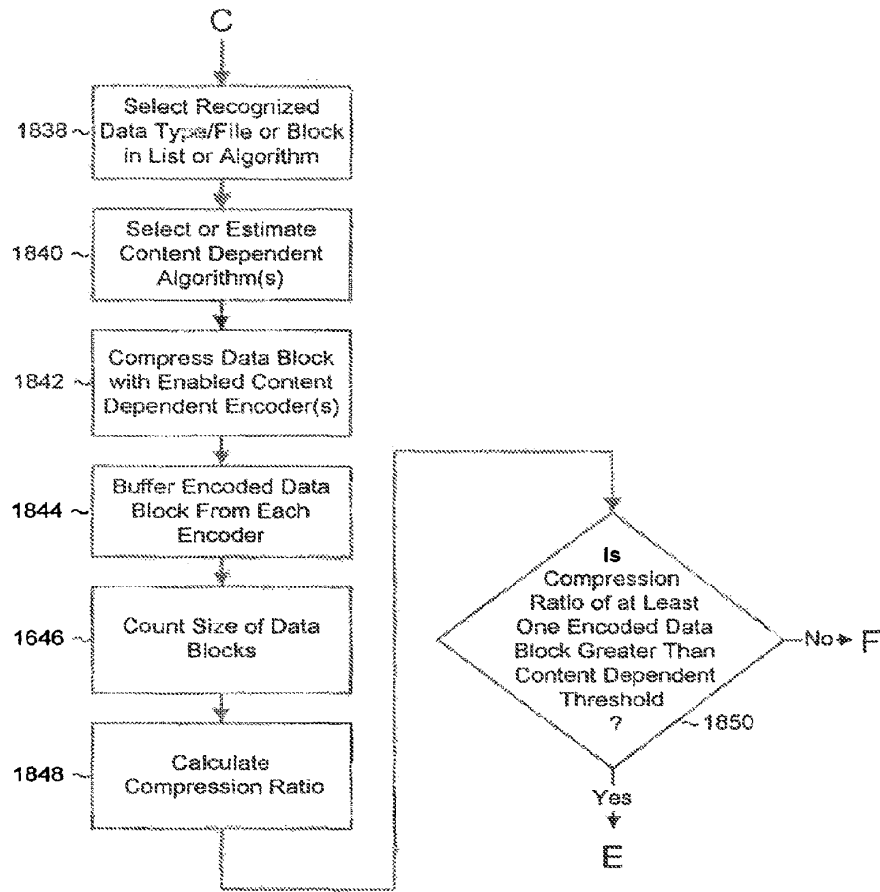 C
1838
Select Recognized
Data Type/File or Block
in List or Algorithm
1840
Select or Estimate
Content Dependent
Algorithm(s)
1842
Compress Data Block
with Enabled Content
Dependent Encoder(s)
1844
Buffer Encoded Data
Block From Each
Encoder
1646
Count Size of Data
Blocks
1848
Calculate
Compression Ratio
Is
Compression
Ratio of at Least
One Encoded Data
Block Greater Than
Content Dependent
Threshold
?
1850
No
F
Yes
E